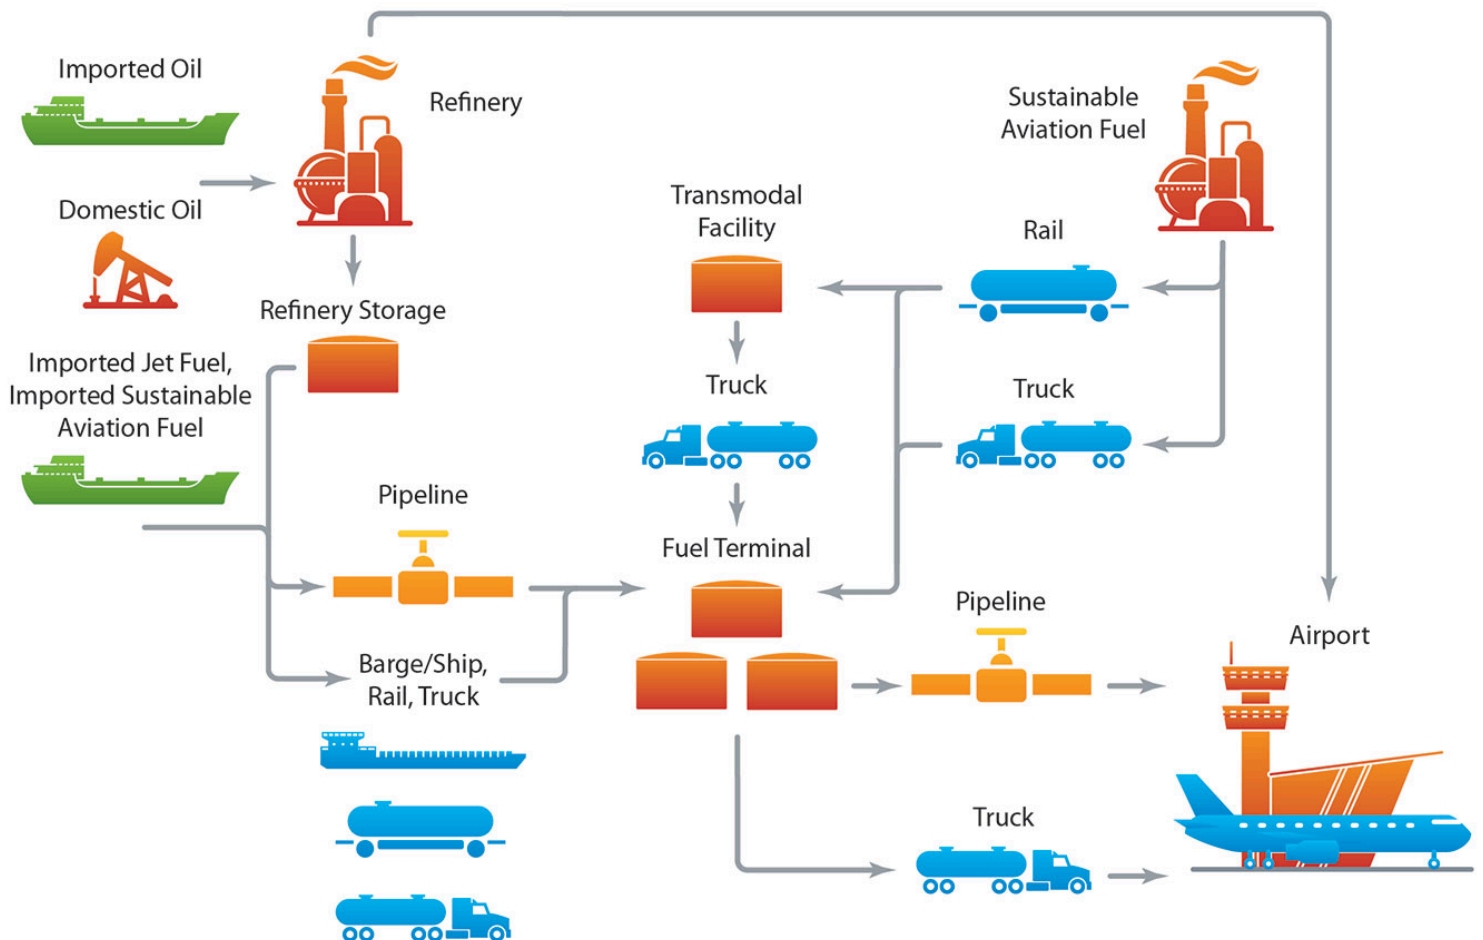 Imported Oil
Refinery
Domestic Oil
Refinery Storage
Imported Jet Fuel,
Imported Sustainable
Aviation Fuel
Pipeline
Barge/Ship,
Rail, Truck
Sustainable
Aviation Fuel
Transmodal
Facility
Rail
Truck
Truck
Fuel Terminal
Pipeline
Airport
Truck